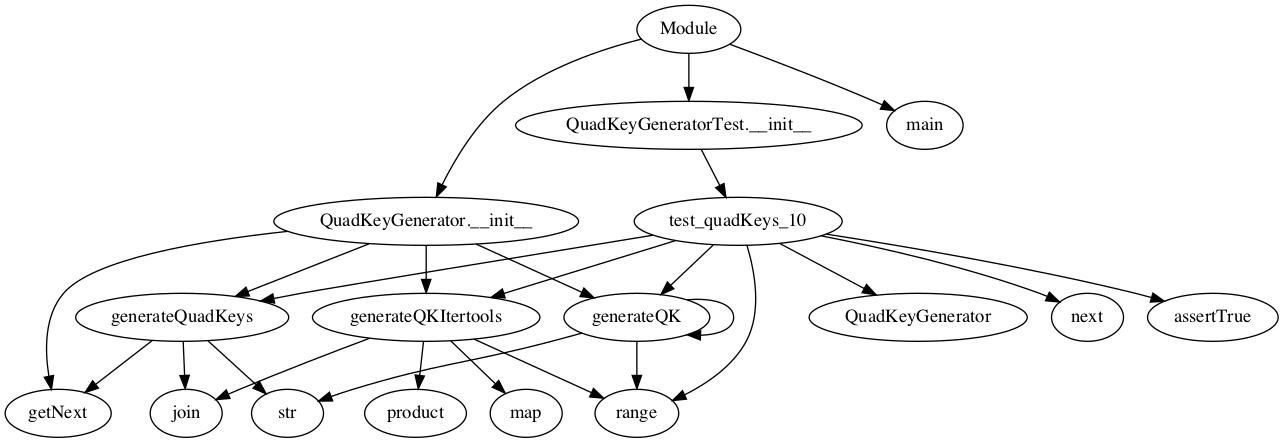 Module
QuadKeyGeneratorTest.__init__
main
QuadKeyGenerator.__init__
test_quadKeys_10
generateQuadKeys
generateQKItertools
generateQK
QuadKeyGenerator
next
assertTrue
getNext
join
str
product
map
range